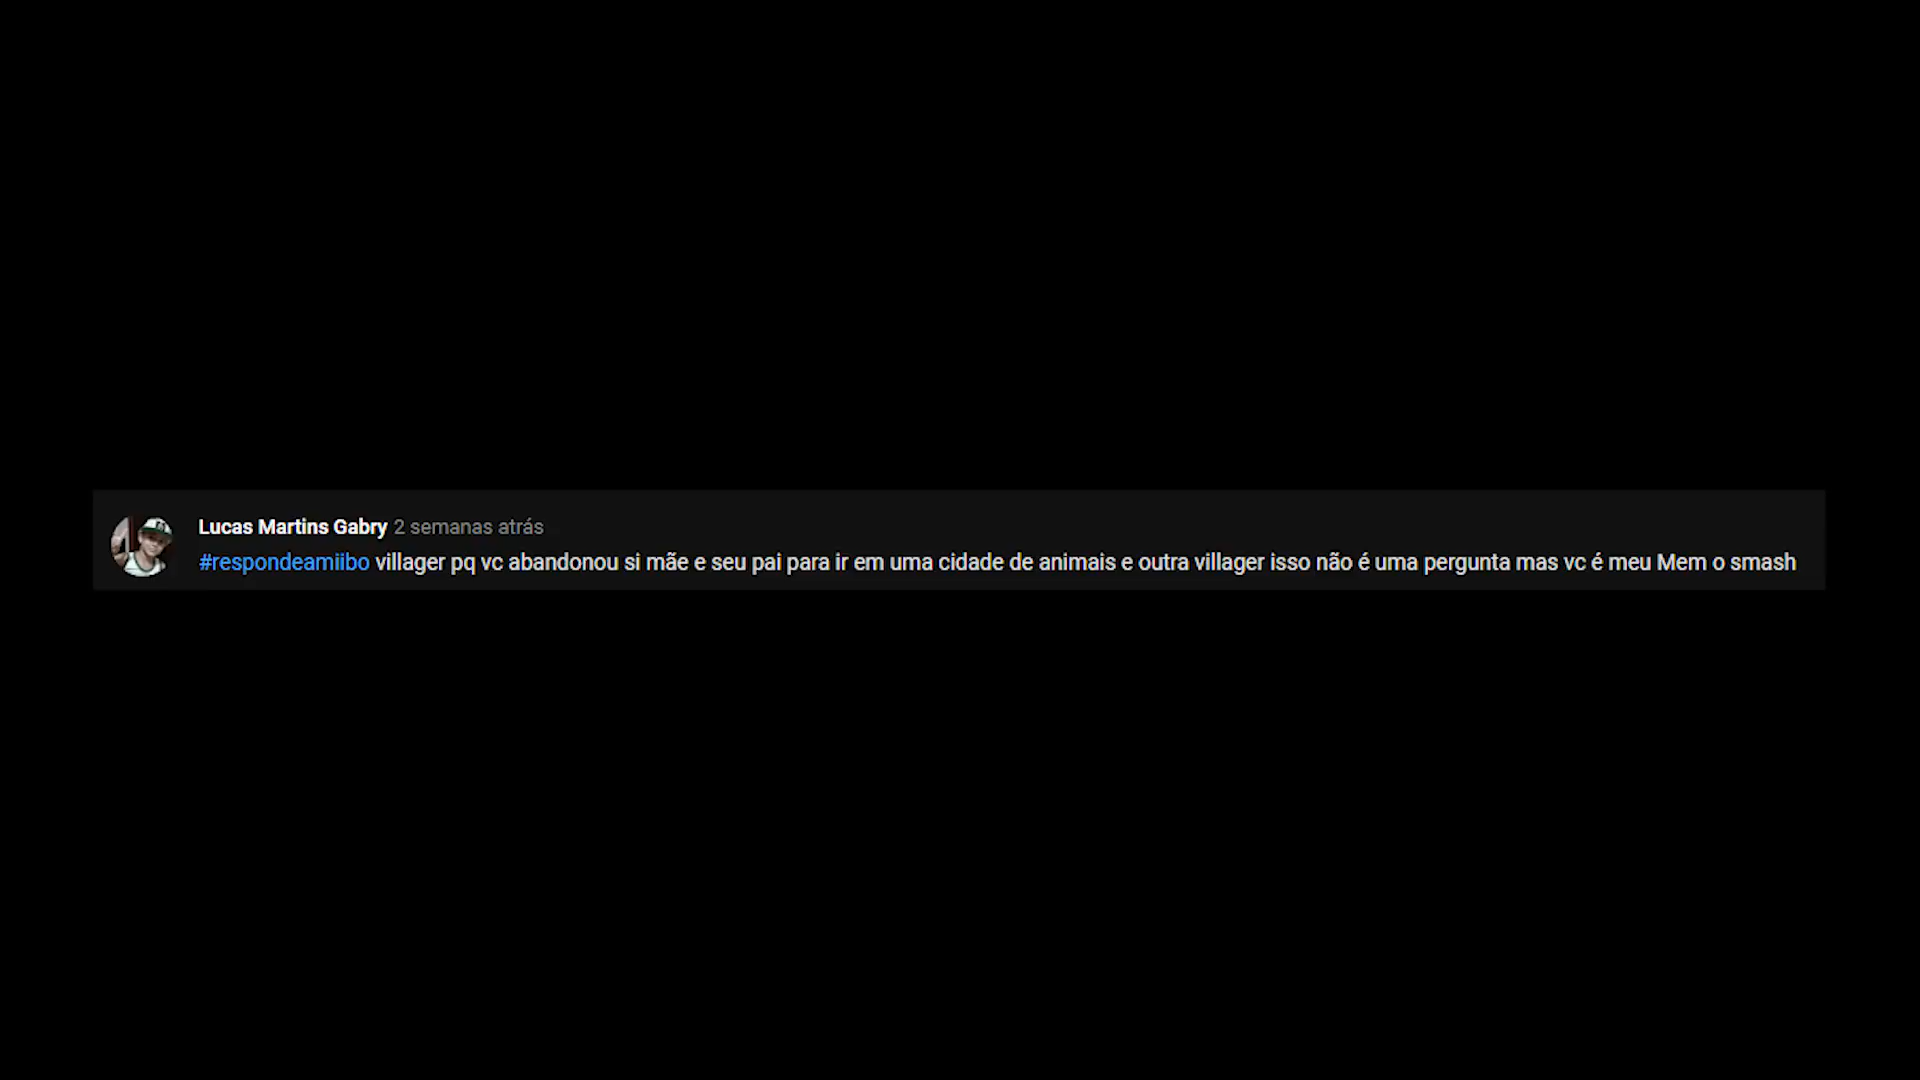 Lucas Martins Gabry 2 semanas atrás
#respondeamiibo villager pq vc abandonou si mãe e seu pai para ir em uma cidade de animais e outra villager isso não é uma pergunta mas vc é meu Mem o smash